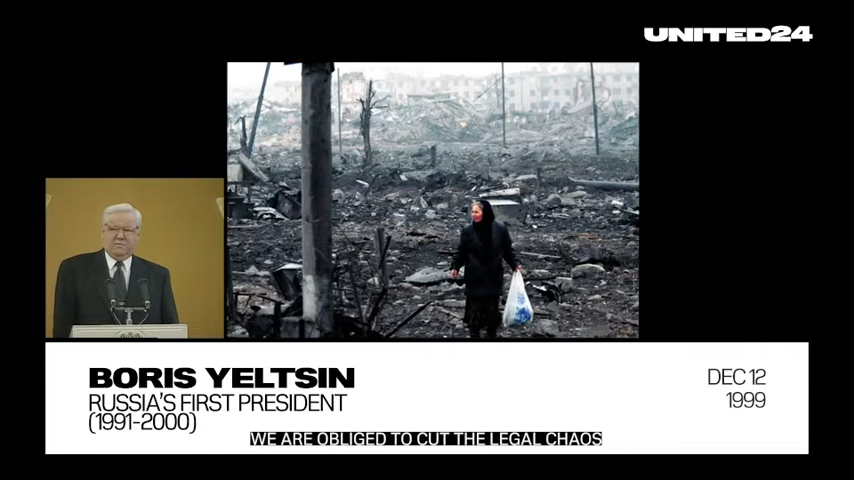 UNITED24
BORIS YELTSIN
RUSSIA'S FIRST PRESIDENT
(1991-2000)
DEC 12
1999
WE ARE OBLIGED TO CUT THE LEGAL CHAOS